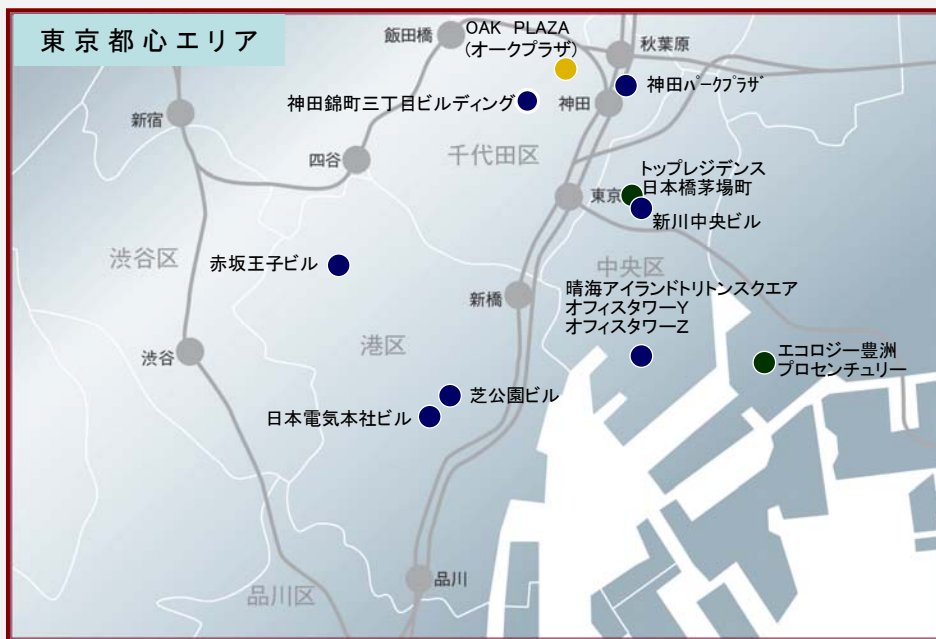 東京都心エリア
飯田橋
OAK PLAZA
(オークプラザ)
秋葉原
神田パークプラザ
神田錦町三丁目ビルディング
神田
新宿
四谷
千代田区
トップレジデンス
日本橋茅場町
東京
新川中央ビル
渋谷区
赤坂王子ビル
中央区
新橋
晴海アイランドトリトンスクエア
オフィスタワーY
オフィスタワーZ
港区
渋谷
エコロジー豊洲
プロセンチュリー
芝公園ビル
日本電気本社ビル
品川
品川区